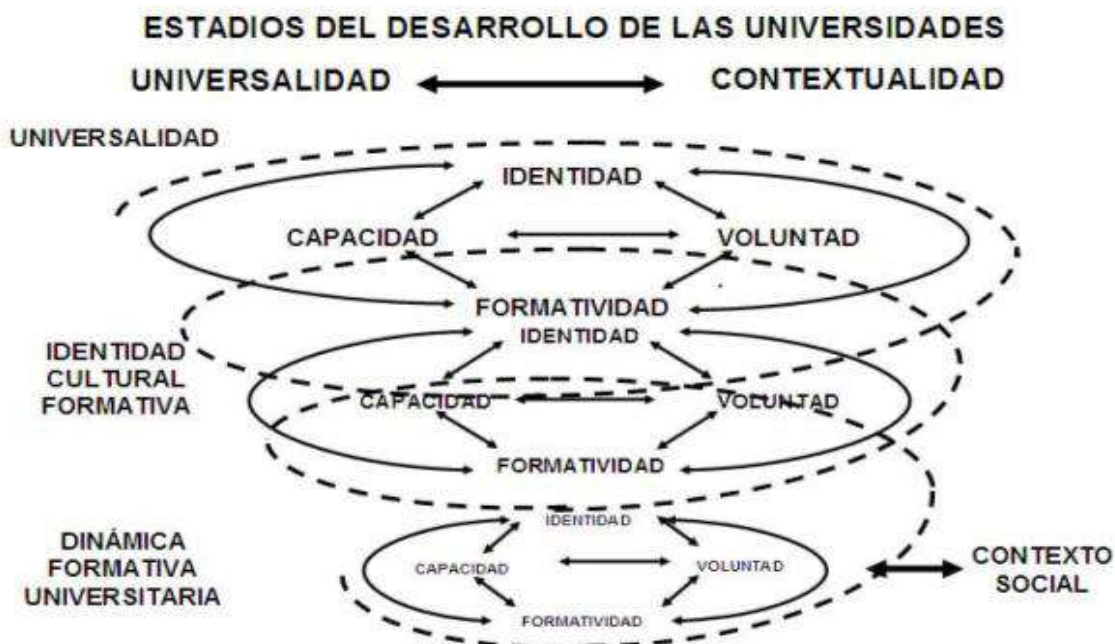 ESTADIOS DEL DESARROLLO DE LAS UNIVERSIDADES
UNIVERSALIDAD CONTEXTUALIDAD
UNIVERSALIDAD
IDENTIDAD
CAPACIDAD VOLUNTAD
FORMATIVIDAD
IDENTIDAD
CULTURAL
FORMATIVA
IDENTIDAD
CAPACIDAD VOLUNTAD
FORMATIVIDAD
DINÁMICA
FORMATIVA
UNIVERSITARIA
IDENTIDAD
CAPACIDAD VOLUNTAD
FORMATIVIDAD
CONTEXTO
SOCIAL